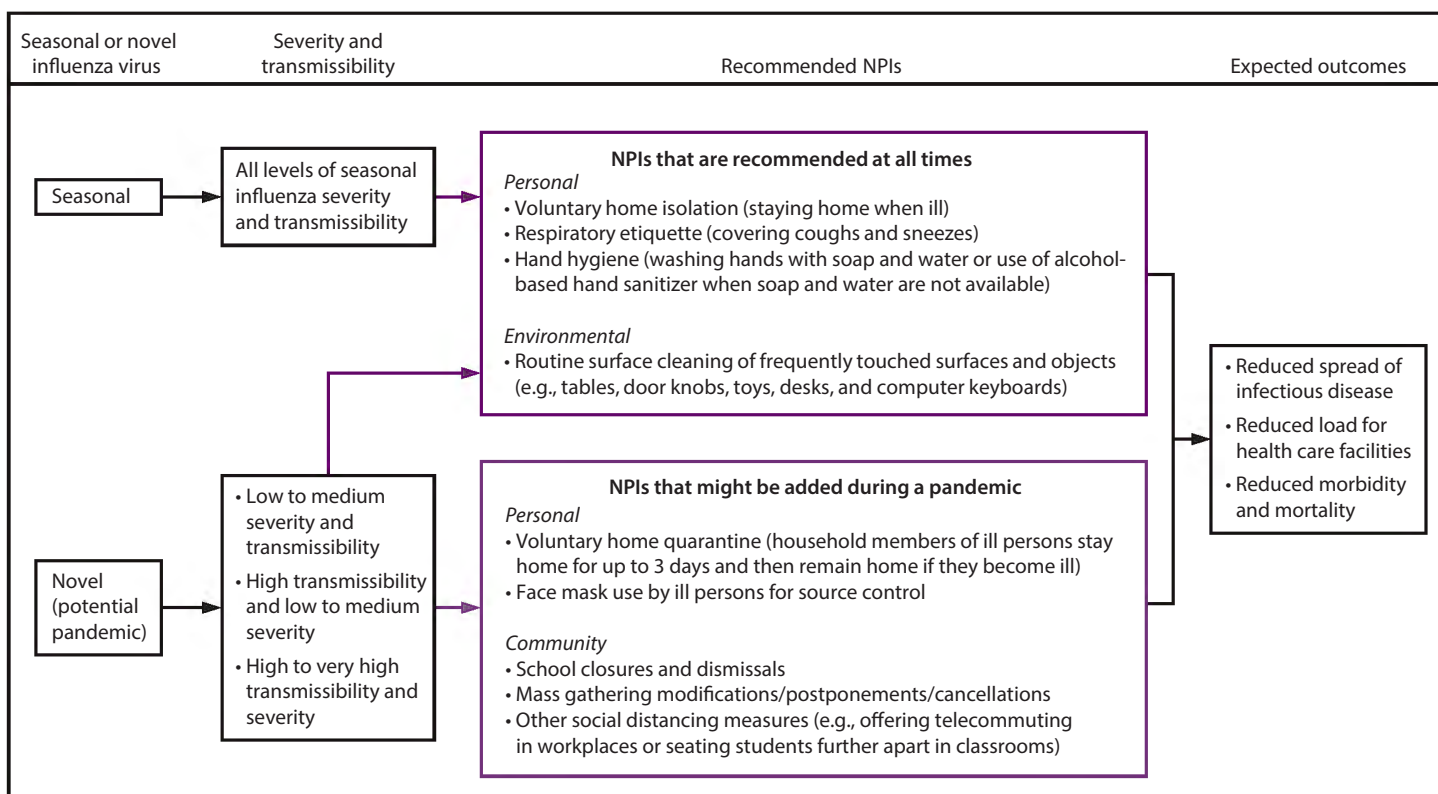 Seasonal or novel
influenza virus
Severity and
transmissibility
Recommended NPIs
Expected outcomes
Seasonal
All levels of seasonal
influenza severity
and transmissibility
NPIs that are recommended at all times
Personal
• Voluntary home isolation (staying home when ill)
• Respiratory etiquette (covering coughs and sneezes)
• Hand hygiene (washing hands with soap and water or use of alcohol-
based hand sanitizer when soap and water are not available)
Environmental
• Routine surface cleaning of frequently touched surfaces and objects
(e.g., tables, door knobs, toys, desks, and computer keyboards)
Novel
(potential
pandemic)
• Low to medium
severity and
transmissibility
• High transmissibility
and low to medium
severity
• High to very high
transmissibility and
severity
NPIs that might be added during a pandemic
Personal
• Voluntary home quarantine (household members of ill persons stay
home for up to 3 days and then remain home if they become ill)
• Face mask use by ill persons for source control
Community
• School closures and dismissals
• Mass gathering modifications/postponements/cancellations
• Other social distancing measures (e.g., offering telecommuting
in workplaces or seating students further apart in classrooms)
• Reduced spread of
infectious disease
• Reduced load for
health care facilities
• Reduced morbidity
and mortality